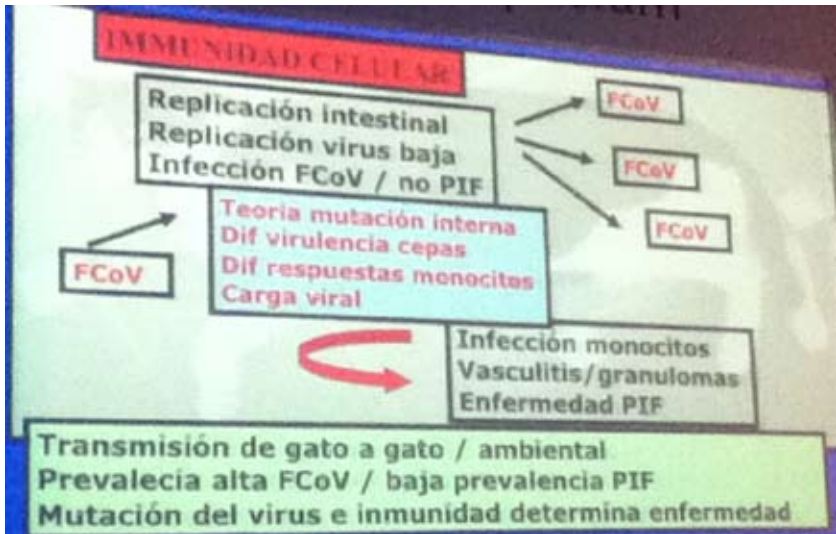 IMMUNIDAD CELULAR
Replicación intestinal
Replicación virus baja
Infección FCoV / no PIF
FCoV
FCoV
FCoV
FCoV
Teoria mutación interna
Dif virulencia cepas
Dif respuestas monocitos
Carga viral
Infección monocitos
Vasculitis/granulomas
Enfermedad PIF
Transmisión de gato a gato / ambiental
Prevalecia alta FCoV / baja prevalencia PIF
Mutación del virus e inmunidad determina enfermedad